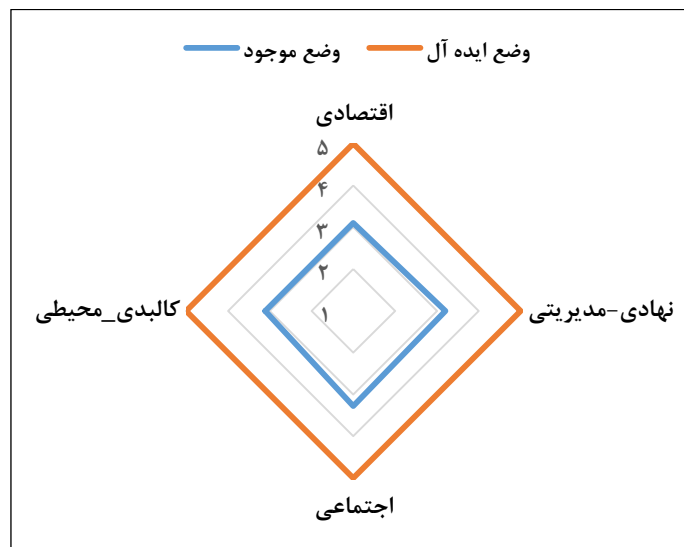 وضع موجود وضع ایده آل
اقتصادی
۵
۴
۳
۲
۱
کالبدی_محیطی
نهادی-مدیریتی
اجتماعی